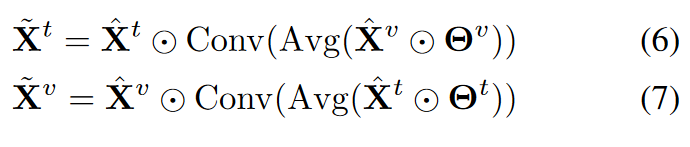 X̃ᵗ = X̂ᵗ ⊙ Conv(Avg(X̂ᵛ ⊙ Θᵛ)) (6)
X̃ᵛ = X̂ᵛ ⊙ Conv(Avg(X̂ᵗ ⊙ Θᵗ)) (7)